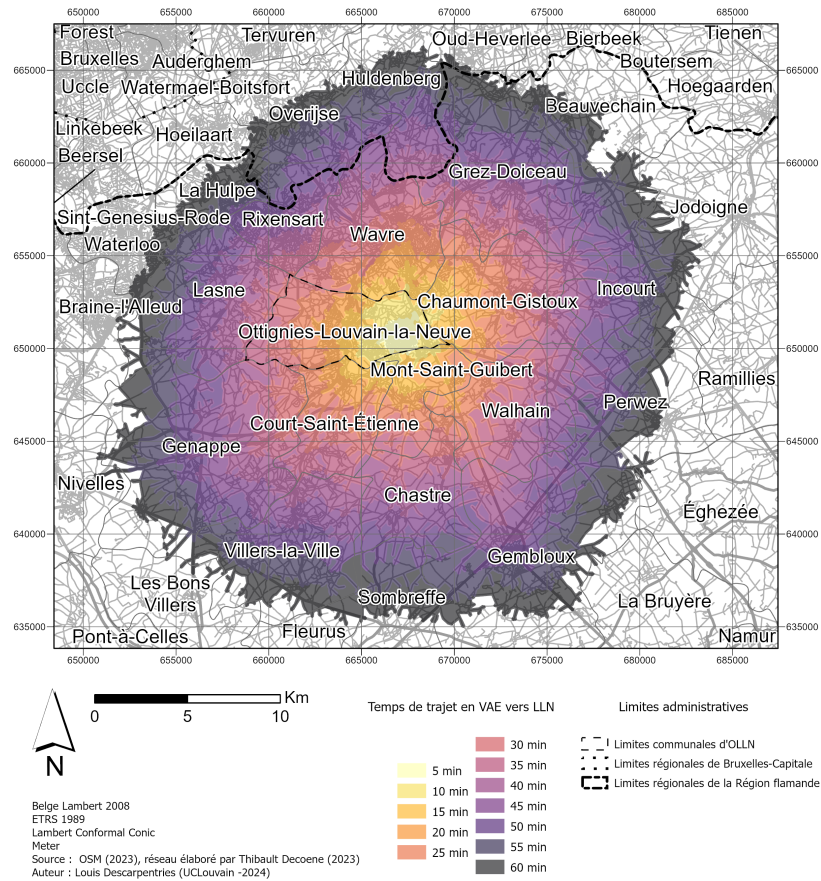 650000 655000 660000 665000 670000 675000 680000 685000
Forest
Tervuren
Oud-Heverlee
Bierbeek
Tienen
Bruxelles
Auderghem
Boutersem
665000
665000
Huldenberg
Uccle
Watermael-Boitsfort
Hoegaarden
Overijse
Beauvechain
Linkebeek
Hoeilaart
Beersel
660000
660000
Grez-Doiceau
La Hulpe
Jodoigne
Sint-Genesius-Rode
Rixensart
Waterloo
Wavre
655000
655000
Lasne
Incourt
Braine-l'Alleud
Chaumont-Gistoux
Ottignies-Louvain-la-Neuve
650000
650000
Mont-Saint-Guibert
Ramillies
Perwez
Walhain
Court-Saint-Étienne
645000
645000
Genappe
Nivelles
Chastre
Éghezée
640000
640000
Villers-la-Ville
Gembloux
Les Bons
Villers
Sombreffe
La Bruyère
635000
635000
Pont-à-Celles
Fleurus
Namur
650000 655000 660000 665000 670000 675000 680000 685000
N
Km
0 5 10
Temps de trajet en VAE vers LLN
5 min
10 min
15 min
20 min
25 min
30 min
35 min
40 min
45 min
50 min
55 min
60 min
Limites administratives
Limites communales d'OLLN
Limites régionales de Bruxelles-Capitale
Limites régionales de la Région flamande
Belge Lambert 2008
ETRS 1989
Lambert Conformal Conic
Meter
Source : OSM (2023), réseau élaboré par Thibault Decoene (2023)
Auteur : Louis Descarpentries (UCLouvain -2024)